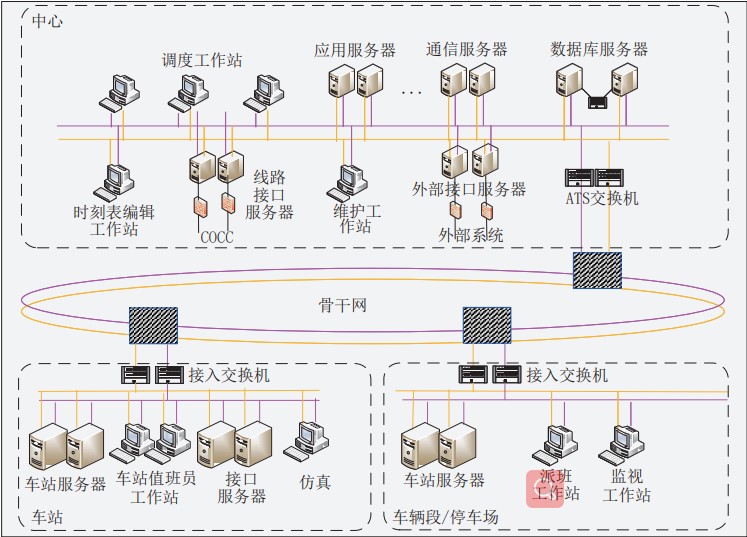 中心
调度工作站
应用服务器
...
通信服务器
数据库服务器
时刻表编辑
工作站
线路
接口
服务器
COCC
维护工
作站
外部接口服务器
外部系统
ATS交换机
骨干网
接入交换机
车站服务器
车站值班员
工作站
接口
服务器
仿真
车站
接入交换机
车站服务器
派班
工作站
监视
工作站
车辆段/停车场